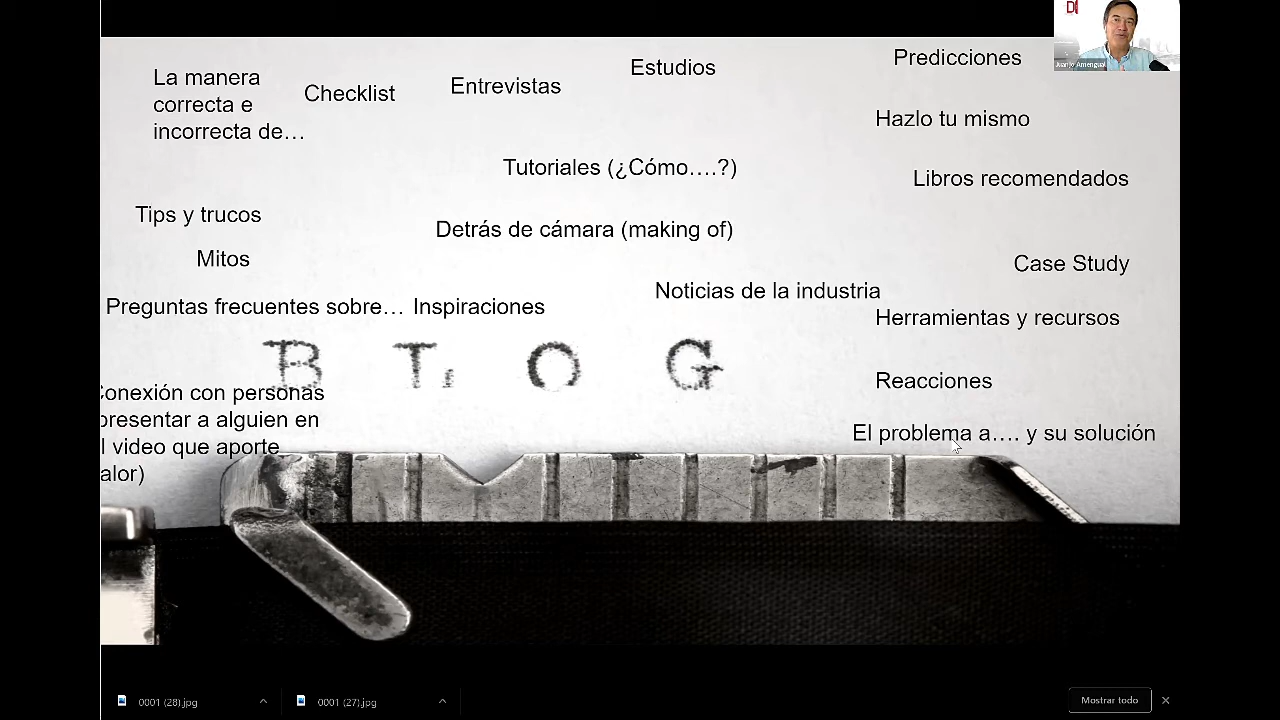 Predicciones
Estudios
La manera
correcta e
incorrecta de…
Checklist
Entrevistas
Juanjo Amengual
Hazlo tu mismo
Tutoriales (¿Cómo….?)
Libros recomendados
Tips y trucos
Detrás de cámara (making of)
Mitos
Case Study
Noticias de la industria
Preguntas frecuentes sobre… Inspiraciones
Herramientas y recursos
B L O G
Reacciones
Conexión con personas
presentar a alguien en
l video que aporte
alor)
El problema a…. y su solución
0001 (28).jpg
0001 (27).jpg
Mostrar todo